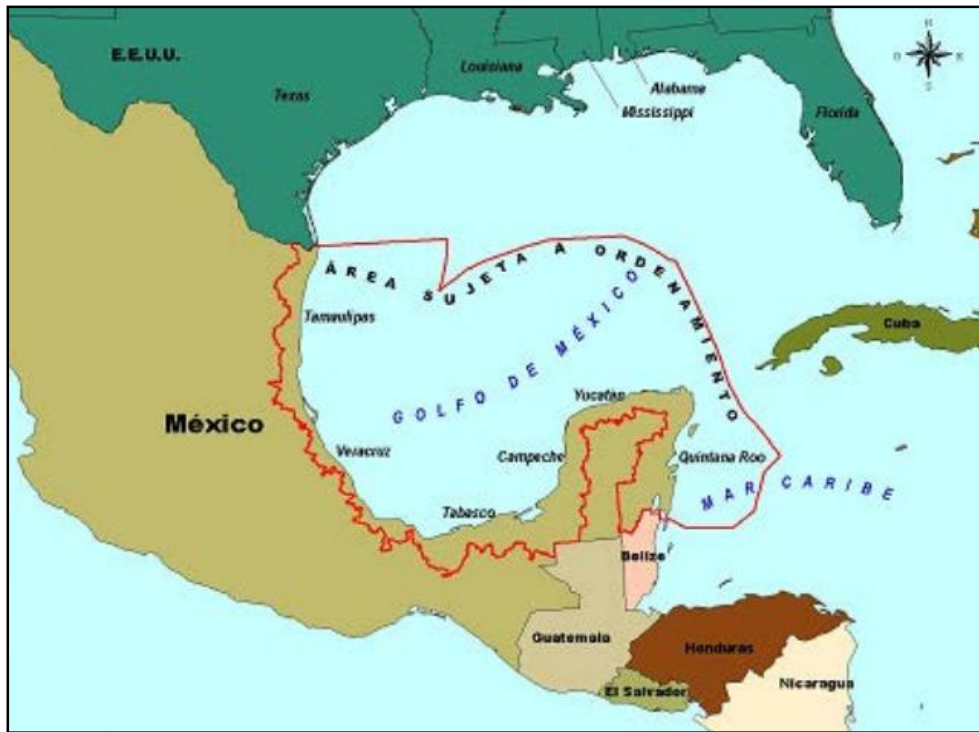 E.E.U.U.
Texas
Louisiana
Alabama
Mississippi
Florida
N
O
E
S
ÁREA SUJETA A ORDENAMIENTO
Tamaulipas
GOLFO DE MÉXICO
Cuba
México
Yucatán
Veracruz
Campeche
Quintana Roo
Tabasco
MAR CARIBE
Belize
Guatemala
Honduras
El Salvador
Nicaragua